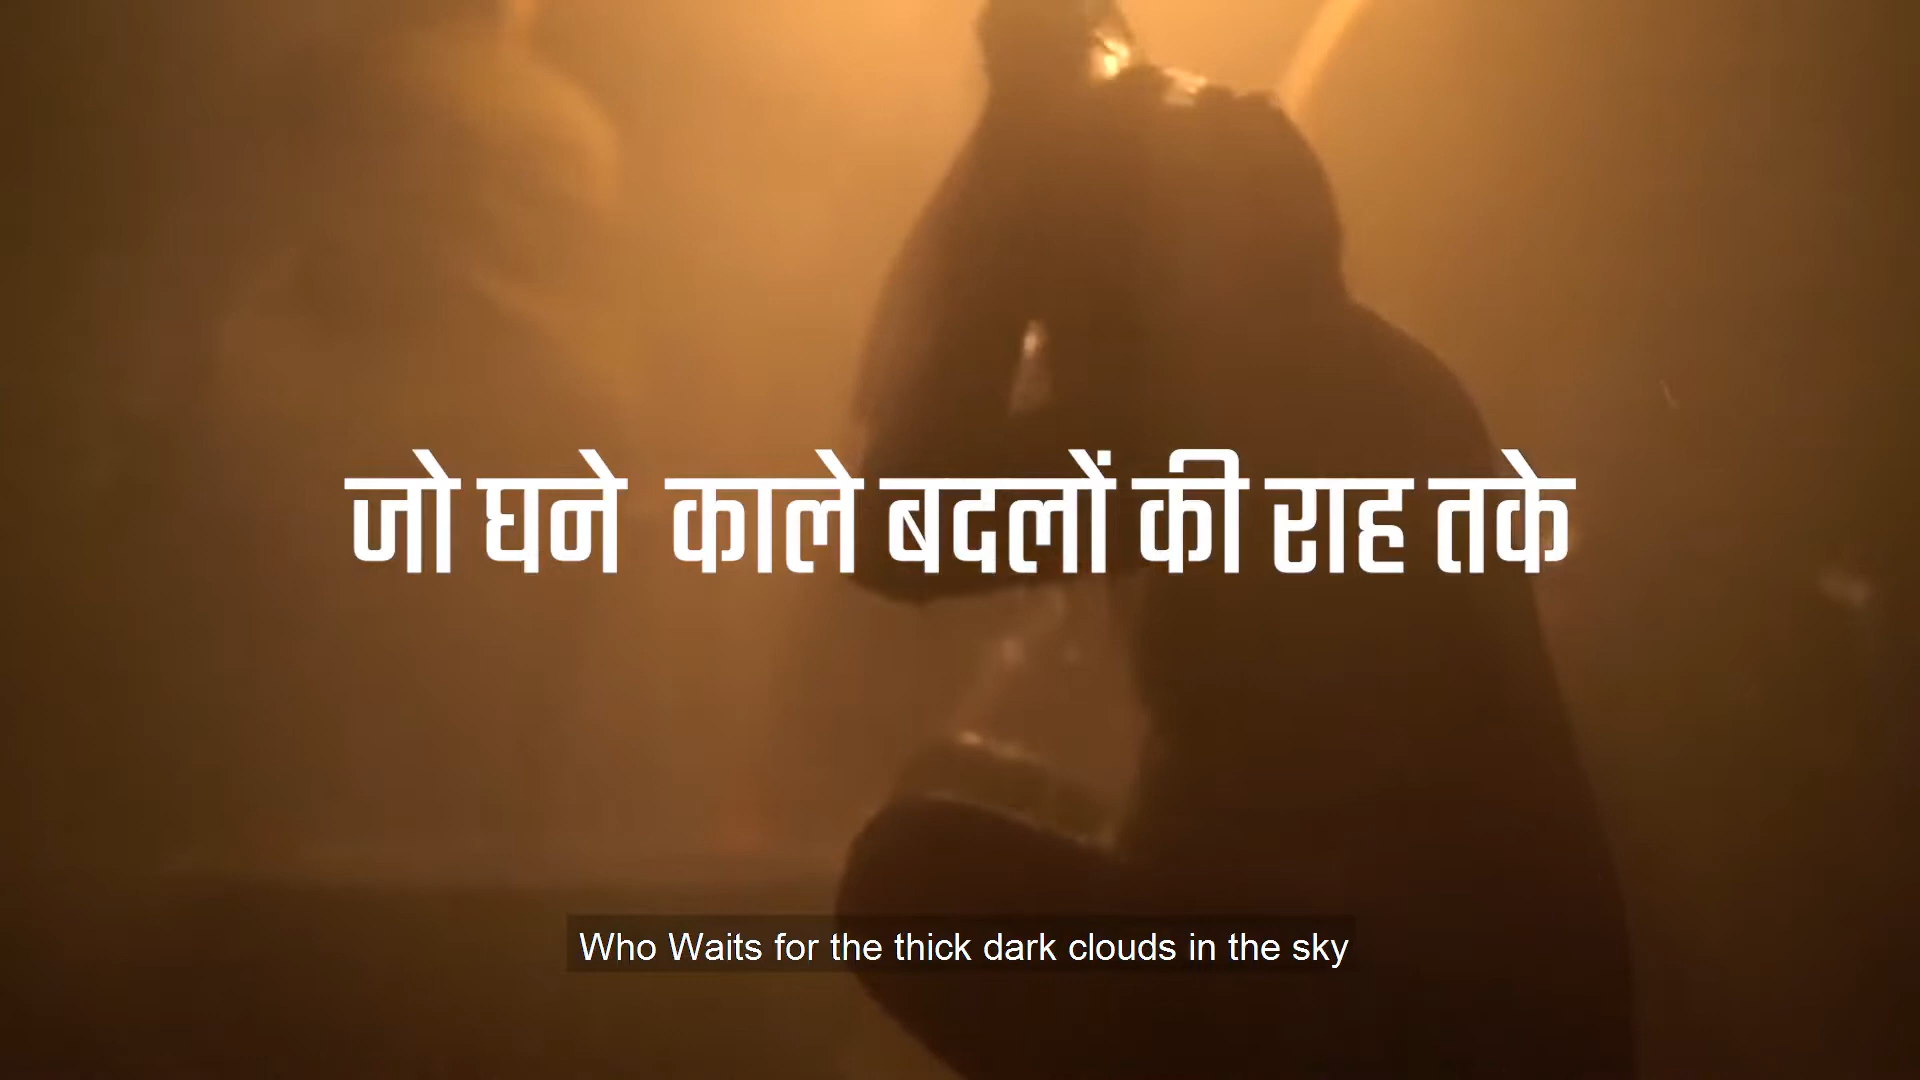 जो घने काले बदलों की राह तके
Who Waits for the thick dark clouds in the sky